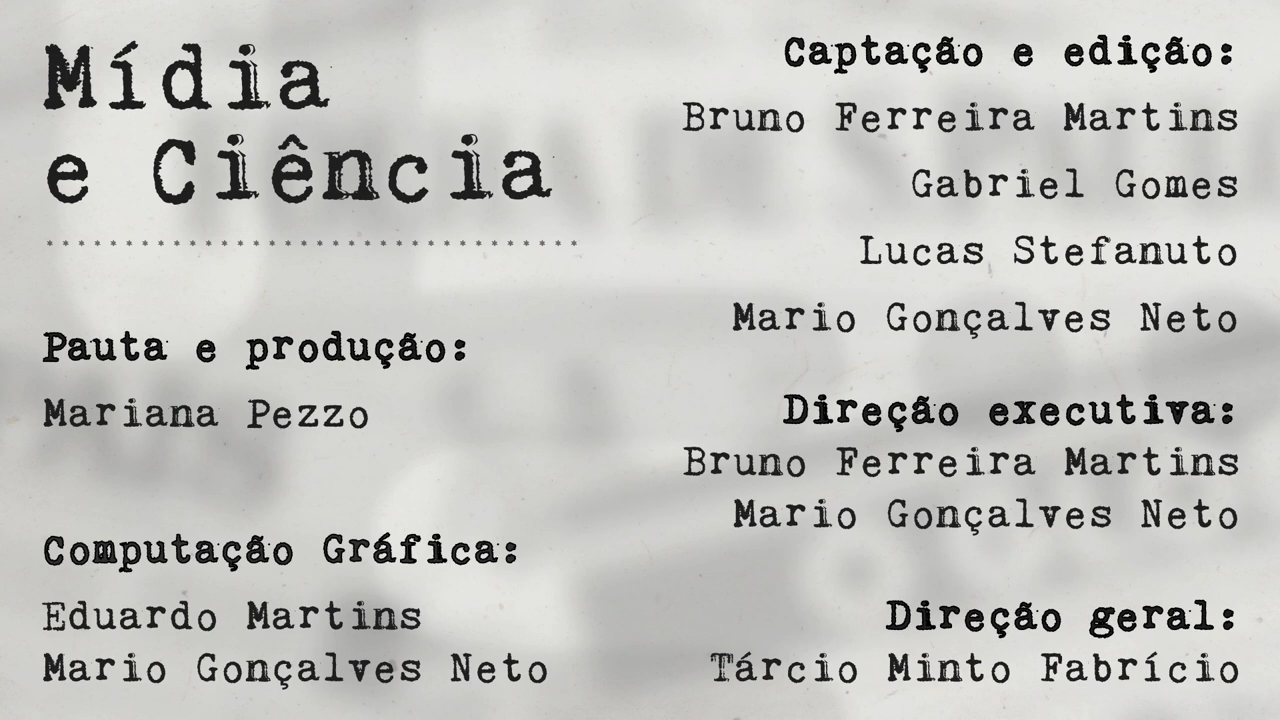 Mídia
e Ciência
Pauta e produção:
Mariana Pezzo
Computação Gráfica:
Eduardo Martins
Mario Gonçalves Neto
Captação e edição:
Bruno Ferreira Martins
Gabriel Gomes
Lucas Stefanuto
Mario Gonçalves Neto
Direção executiva:
Bruno Ferreira Martins
Mario Gonçalves Neto
Direção geral:
Tárcio Minto Fabrício